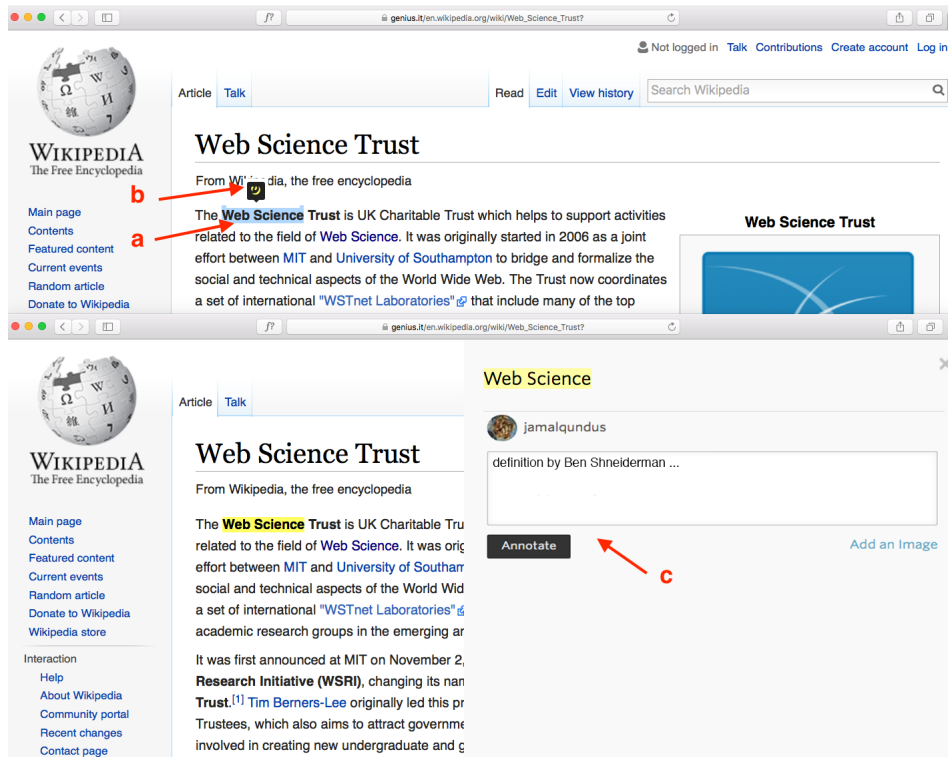 genius.it/en.wikipedia.org/wiki/Web_Science_Trust?
Not logged in Talk Contributions Create account Log in
Article Talk
Read Edit View history Search Wikipedia
WIKIPEDIA
The Free Encyclopedia
Web Science Trust
From Wikipedia, the free encyclopedia
b
a
Main page
Contents
Featured content
Current events
Random article
Donate to Wikipedia
The Web Science Trust is UK Charitable Trust which helps to support activities
related to the field of Web Science. It was originally started in 2006 as a joint
effort between MIT and University of Southampton to bridge and formalize the
social and technical aspects of the World Wide Web. The Trust now coordinates
a set of international "WSTnet Laboratories" that include many of the top
Web Science Trust
genius.it/en.wikipedia.org/wiki/Web_Science_Trust?
Article Talk
WIKIPEDIA
The Free Encyclopedia
Web Science Trust
From Wikipedia, the free encyclopedia
Main page
Contents
Featured content
Current events
Random article
Donate to Wikipedia
Wikipedia store
Interaction
Help
About Wikipedia
Community portal
Recent changes
Contact page
The Web Science Trust is UK Charitable Tru
related to the field of Web Science. It was orig
effort between MIT and University of Southam
social and technical aspects of the World Wid
a set of international "WSTnet Laboratories"
academic research groups in the emerging ar
It was first announced at MIT on November 2,
Research Initiative (WSRI), changing its nam
Trust.[1] Tim Berners-Lee originally led this pr
Trustees, which also aims to attract governme
involved in creating new undergraduate and g
Web Science
jamalqundus
definition by Ben Shneiderman ...
Annotate
Add an Image
c